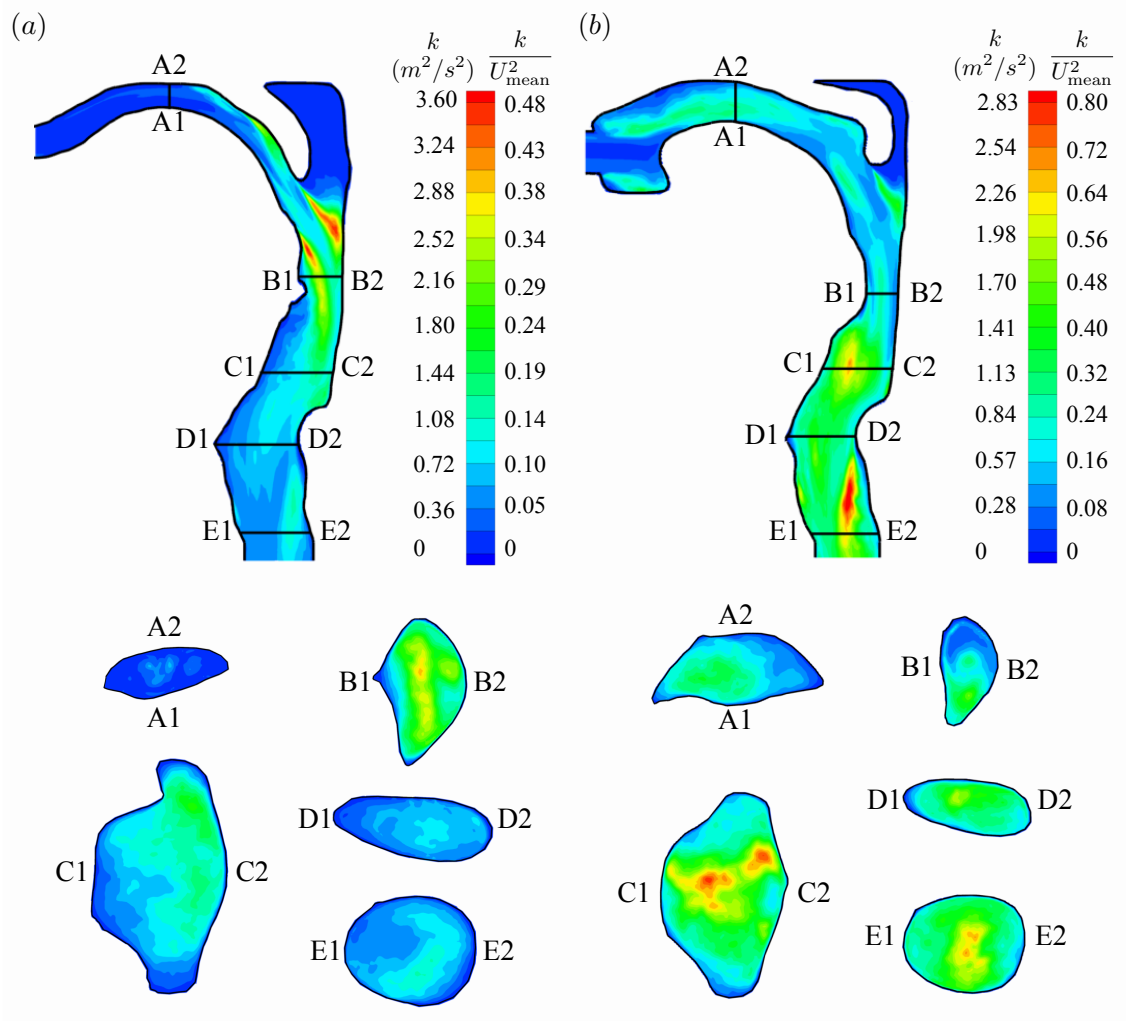 (a)
k
(m²/s²)
k
U²mean
3.60 0.48
3.24 0.43
2.88 0.38
2.52 0.34
2.16 0.29
1.80 0.24
1.44 0.19
1.08 0.14
0.72 0.10
0.36 0.05
0 0
A2
A1
B1 B2
C1 C2
D1 D2
E1 E2
(b)
k
(m²/s²)
k
U²mean
2.83 0.80
2.54 0.72
2.26 0.64
1.98 0.56
1.70 0.48
1.41 0.40
1.13 0.32
0.84 0.24
0.57 0.16
0.28 0.08
0 0
A2
A1
B1 B2
C1 C2
D1 D2
E1 E2
A2
A1
B1 B2
C1 C2
D1 D2
E1 E2
A2
A1
B1 B2
C1 C2
D1 D2
E1 E2